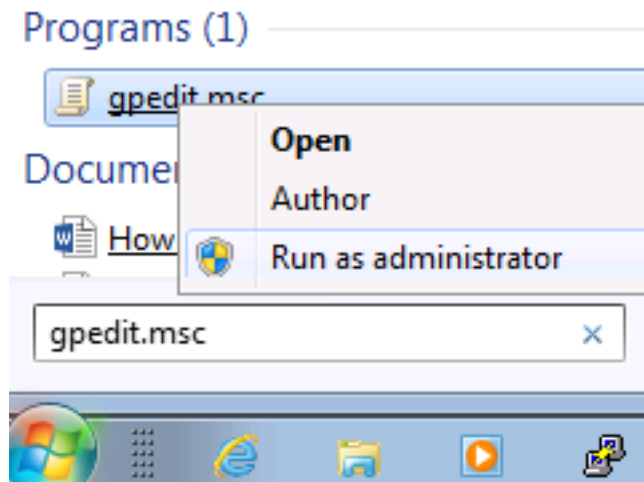 Programs (1)
gpedit.msc
Open
Docume
Author
How
Run as administrator
gpedit.msc